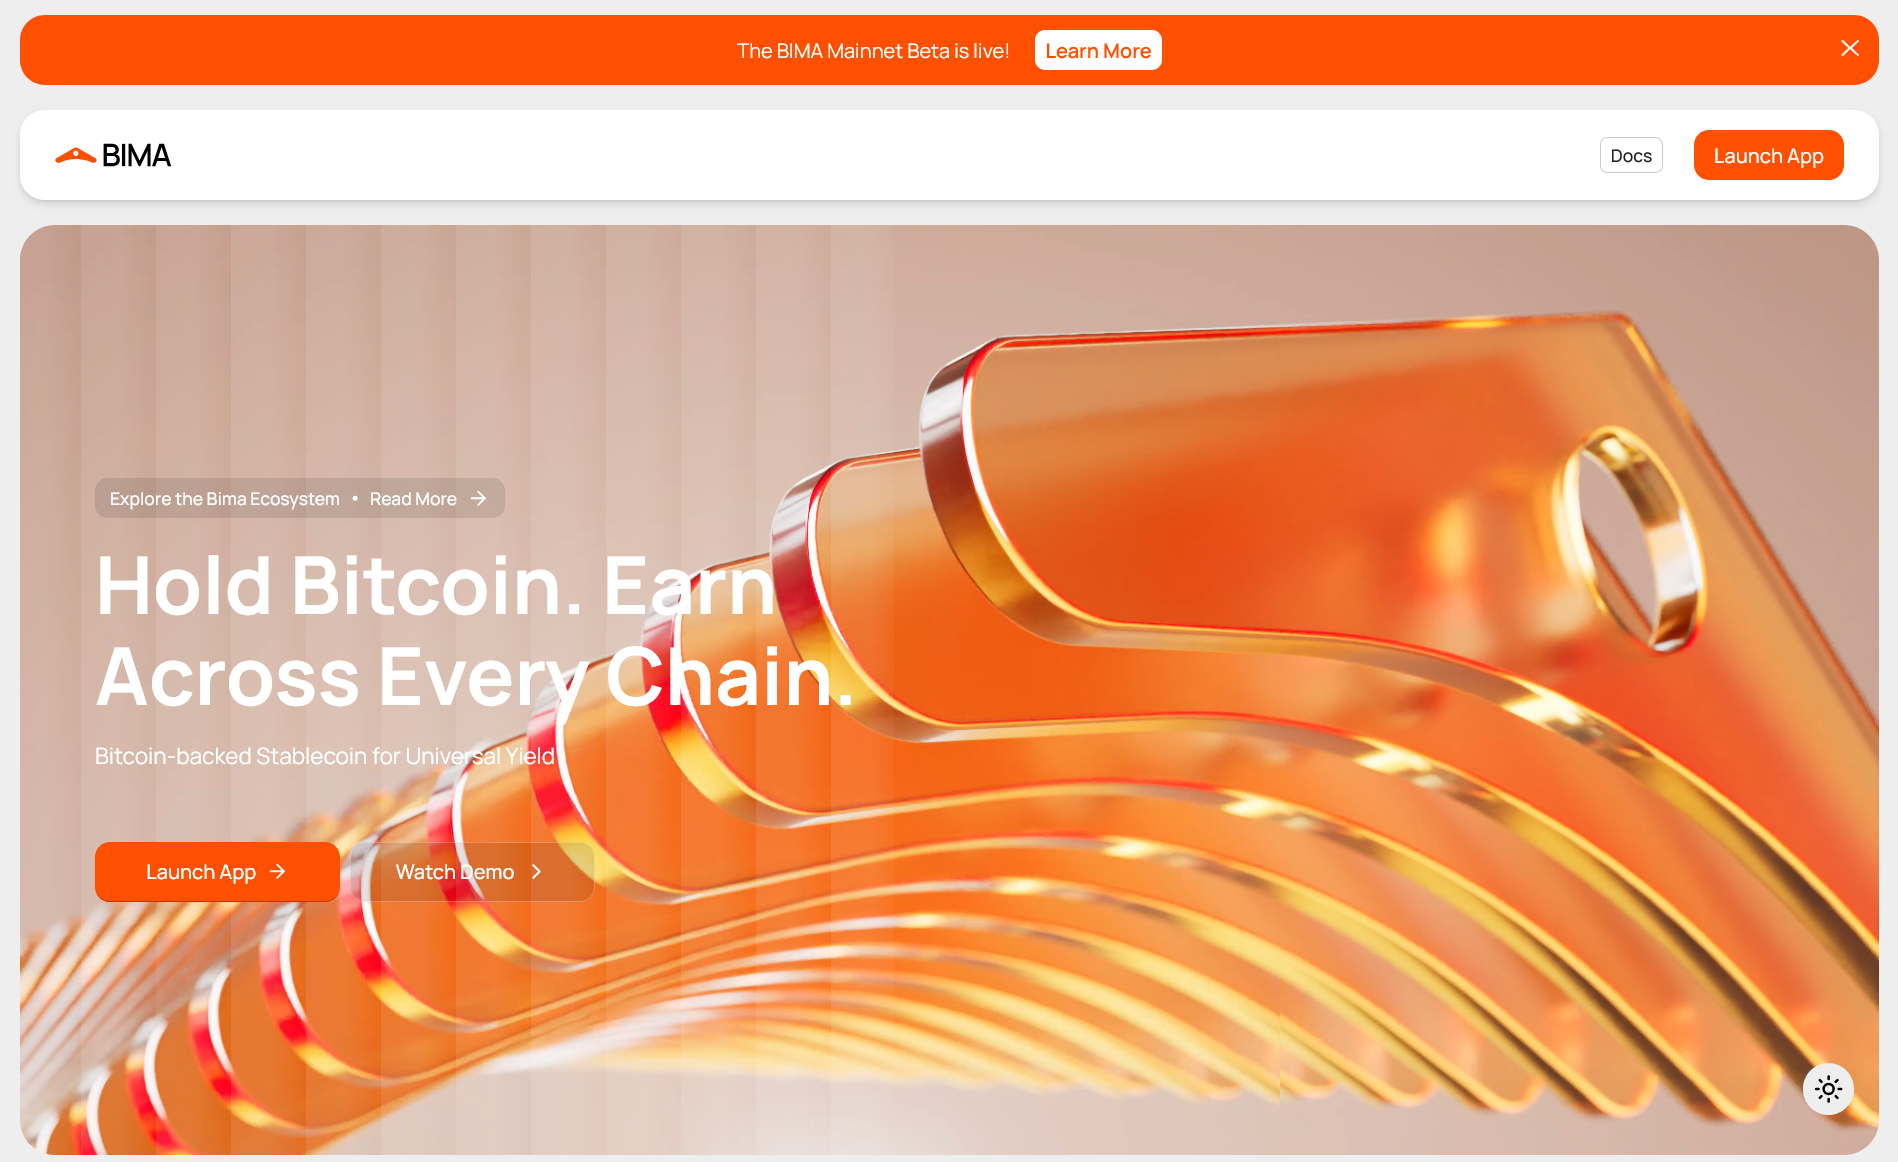 The BIMA Mainnet Beta is live! Learn More
BIMA Docs Launch App
Explore the Bima Ecosystem • Read More
Hold Bitcoin. Earn
Across Every Chain.
Bitcoin-backed Stablecoin for Universal Yield
Launch App Watch Demo